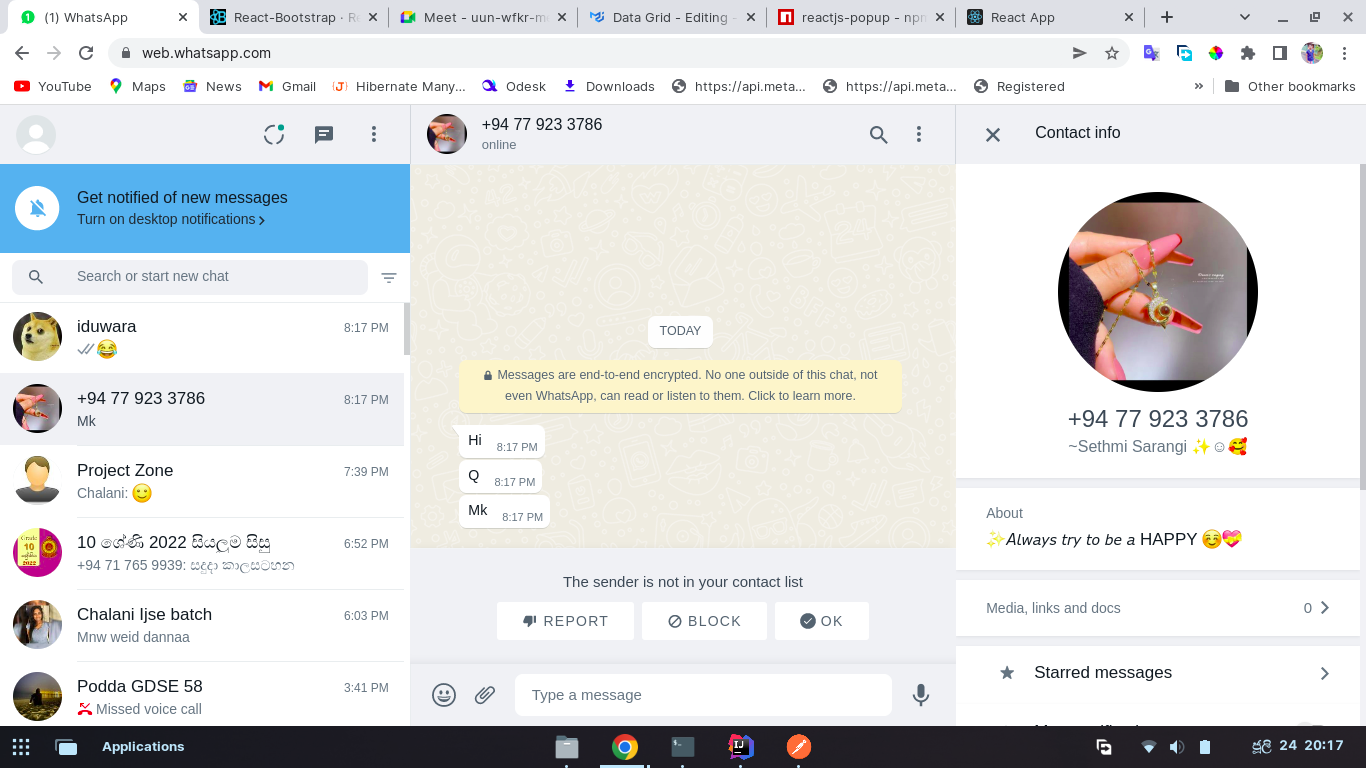 (1) WhatsApp
React-Bootstrap · Re
Meet - uun-wfkr-m
Data Grid - Editing -
reactjs-popup - npm
React App
web.whatsapp.com
YouTube
Maps
News
Gmail
Hibernate Many...
Odesk
Downloads
https://api.meta...
https://api.meta...
Registered
»
Other bookmarks
Get notified of new messages
Turn on desktop notifications
Search or start new chat
iduwara 8:17 PM
😂
+94 77 923 3786 8:17 PM
Mk
Project Zone 7:39 PM
Chalani: 🙂
10 ශ්‍රේණි 2022 සියලූම සිසු 6:52 PM
+94 71 765 9939: සදුදා කාලසටහන
Chalani Ijse batch 6:03 PM
Mnw weid dannaa
Podda GDSE 58 3:41 PM
Missed voice call
+94 77 923 3786
online
TODAY
Messages are end-to-end encrypted. No one outside of this chat, not
even WhatsApp, can read or listen to them. Click to learn more.
Hi 8:17 PM
Q 8:17 PM
Mk 8:17 PM
The sender is not in your contact list
REPORT
BLOCK
OK
Type a message
Contact info
+94 77 923 3786
~Sethmi Sarangi ✨☺🥰
About
✨Always try to be a HAPPY ☺️💝
Media, links and docs 0
Starred messages
Applications
ජූලි 24 20:17